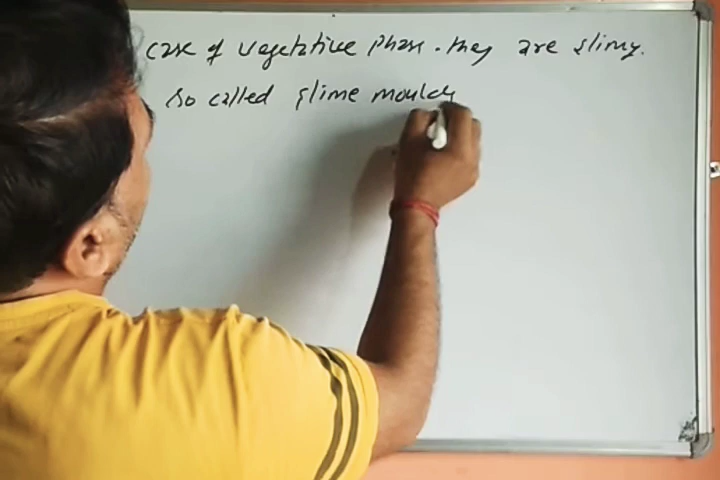 case of vegetative phase. they are slimy.
so called slime moulds